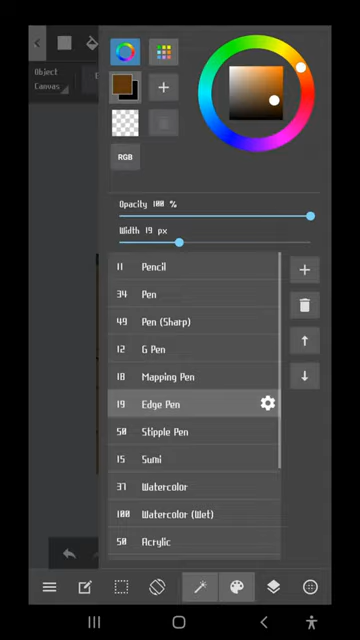 Object
Canvas
E
RGB
Opacity 100 %
Width 19 px
11 Pencil
34 Pen
49 Pen (Sharp)
12 G Pen
18 Mapping Pen
19 Edge Pen
50 Stipple Pen
15 Sumi
37 Watercolor
100 Watercolor (Wet)
50 Acrylic